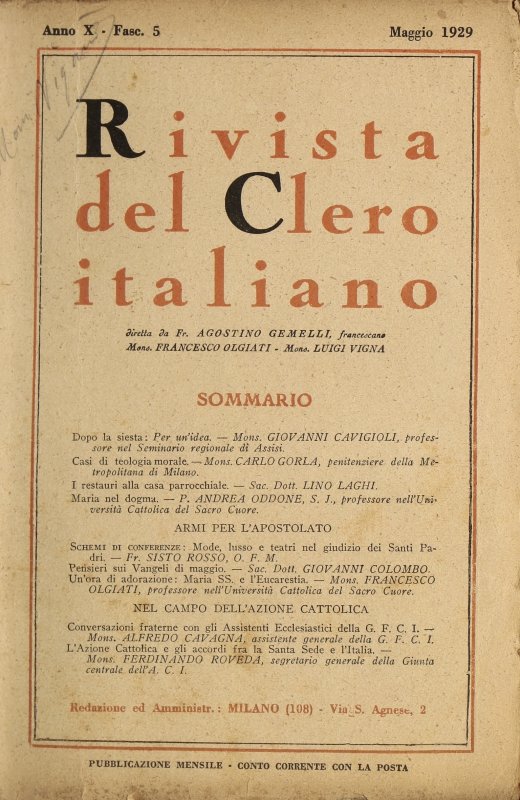 Anno X - Fasc. 5
Maggio 1929
Rivista
del Clero
italiano
diretta da Fr. AGOSTINO GEMELLI, francescano
Mons. FRANCESCO OLGIATI - Mons. LUIGI VIGNA
SOMMARIO
Dopo la siesta: Per un'idea. — Mons. GIOVANNI CAVIGIOLI, profes-
sore nel Seminario regionale di Assisi.
Casi di teologia morale. — Mons. CARLO GORLA, penitenziere della Me-
tropolitana di Milano.
I restauri alla casa parrocchiale. — Sac. Dott. LINO LAGHI.
Maria nel dogma. — P. ANDREA ODDONE, S. J., professore nell'Uni-
versità Cattolica del Sacro Cuore.
ARMI PER L'APOSTOLATO
SCHEMI DI CONFERENZE: Mode, lusso e teatri nel giudizio dei Santi Pa-
dri. — Fr. SISTO ROSSO, O. F. M.
Pensieri sui Vangeli di maggio. — Sac. Dott. GIOVANNI COLOMBO.
Un'ora di adorazione: Maria SS. e l'Eucarestia. — Mons. FRANCESCO
OLGIATI, professore nell'Università Cattolica del Sacro Cuore.
NEL CAMPO DELL'AZIONE CATTOLICA
Conversazioni fraterne con gli Assistenti Ecclesiastici della G. F. C. I. —
Mons. ALFREDO CAVAGNA, assistente generale della G. F. C. I.
L'Azione Cattolica e gli accordi fra la Santa Sede e l'Italia. —
Mons. FERDINANDO ROVEDA, segretario generale della Giunta
centrale dell'A. C. I.
Redazione ed Amministr.: MILANO (108) - Via S. Agnese, 2
PUBBLICAZIONE MENSILE - CONTO CORRENTE CON LA POSTA